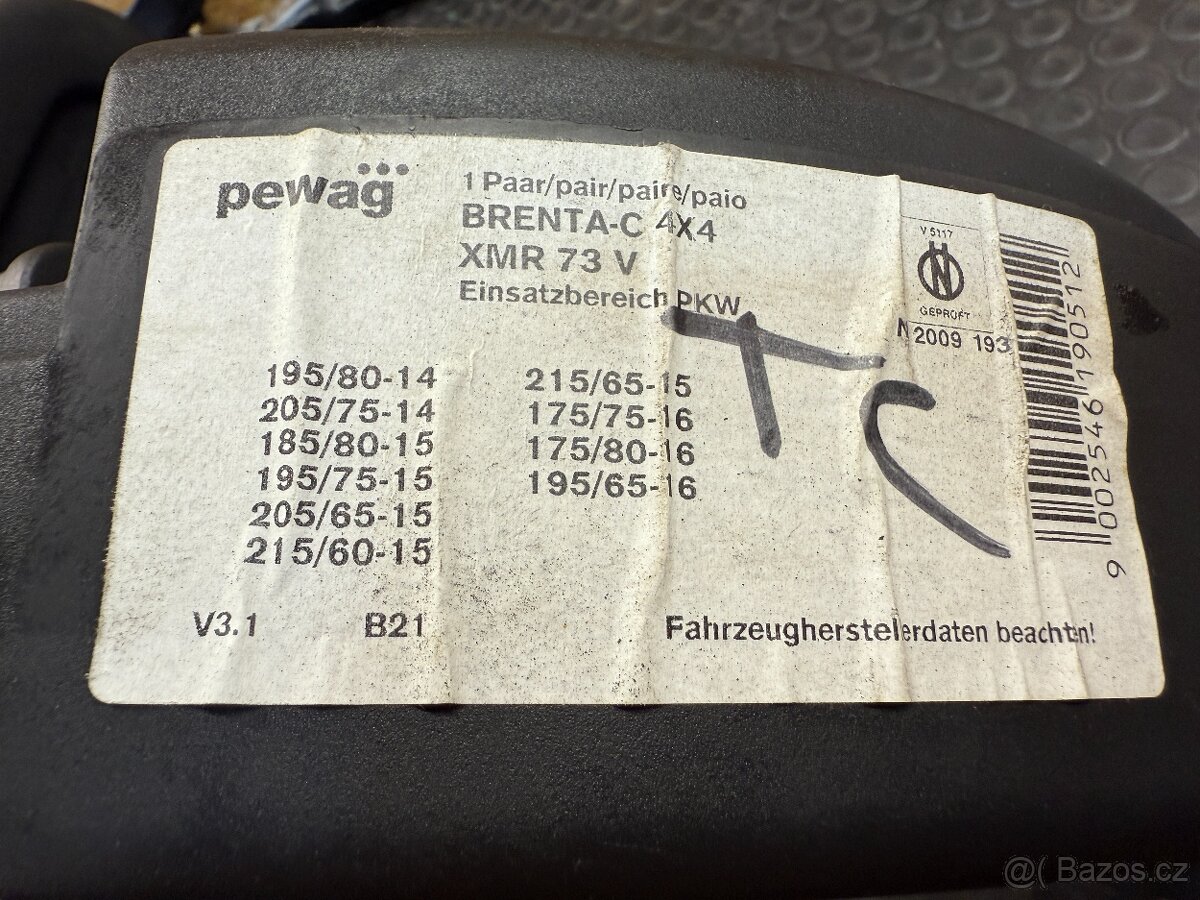 pewag
1 Paar/pair/paire/paio
BRENTA-C 4X4
XMR 73 V
Einsatzbereich PKW
V 5117
GEPRÜFT
N 2009 193
195/80-14
205/75-14
185/80-15
195/75-15
205/65-15
215/60-15
215/65-15
175/75-16
175/80-16
195/65-16
TC
9 002546 190512
V3.1 B21
Fahrzeugherstellerdaten beachten!
@( Bazos.cz